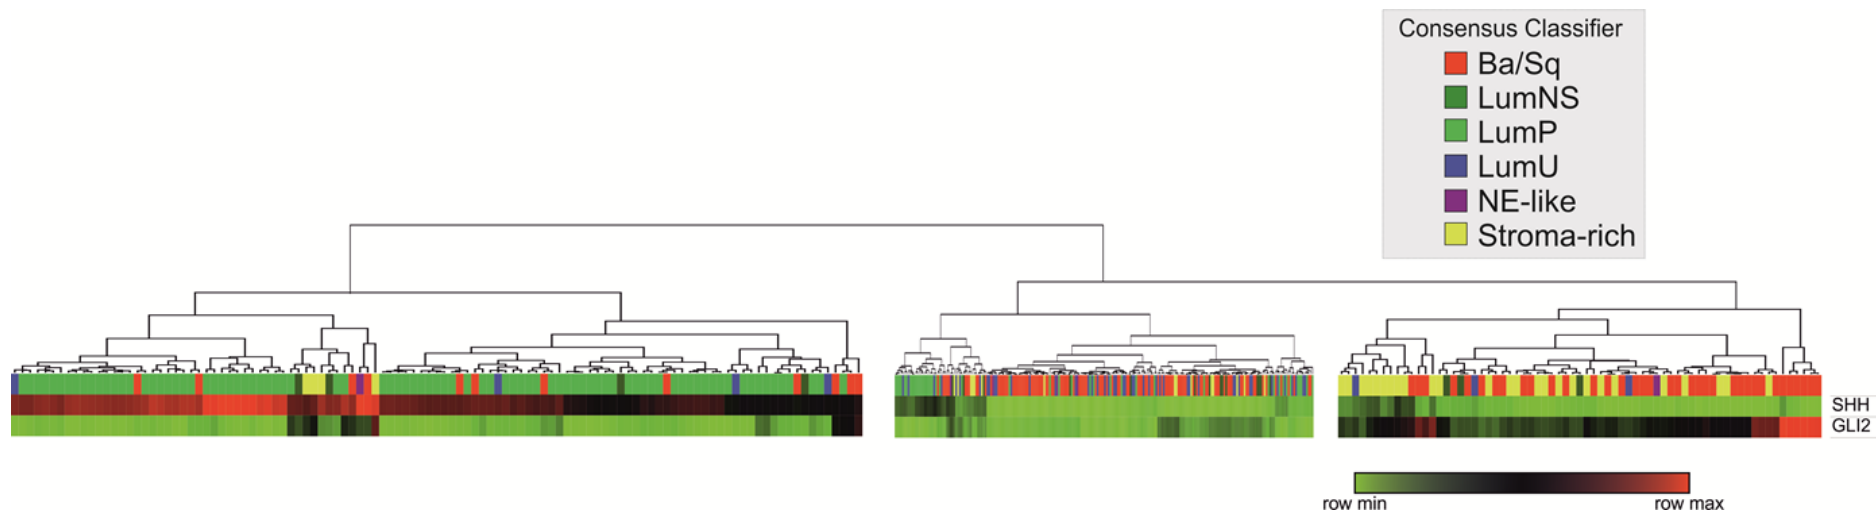 Consensus Classifier
Ba/Sq
LumNS
LumP
LumU
NE-like
Stroma-rich
SHH
GLI2
row min
row max